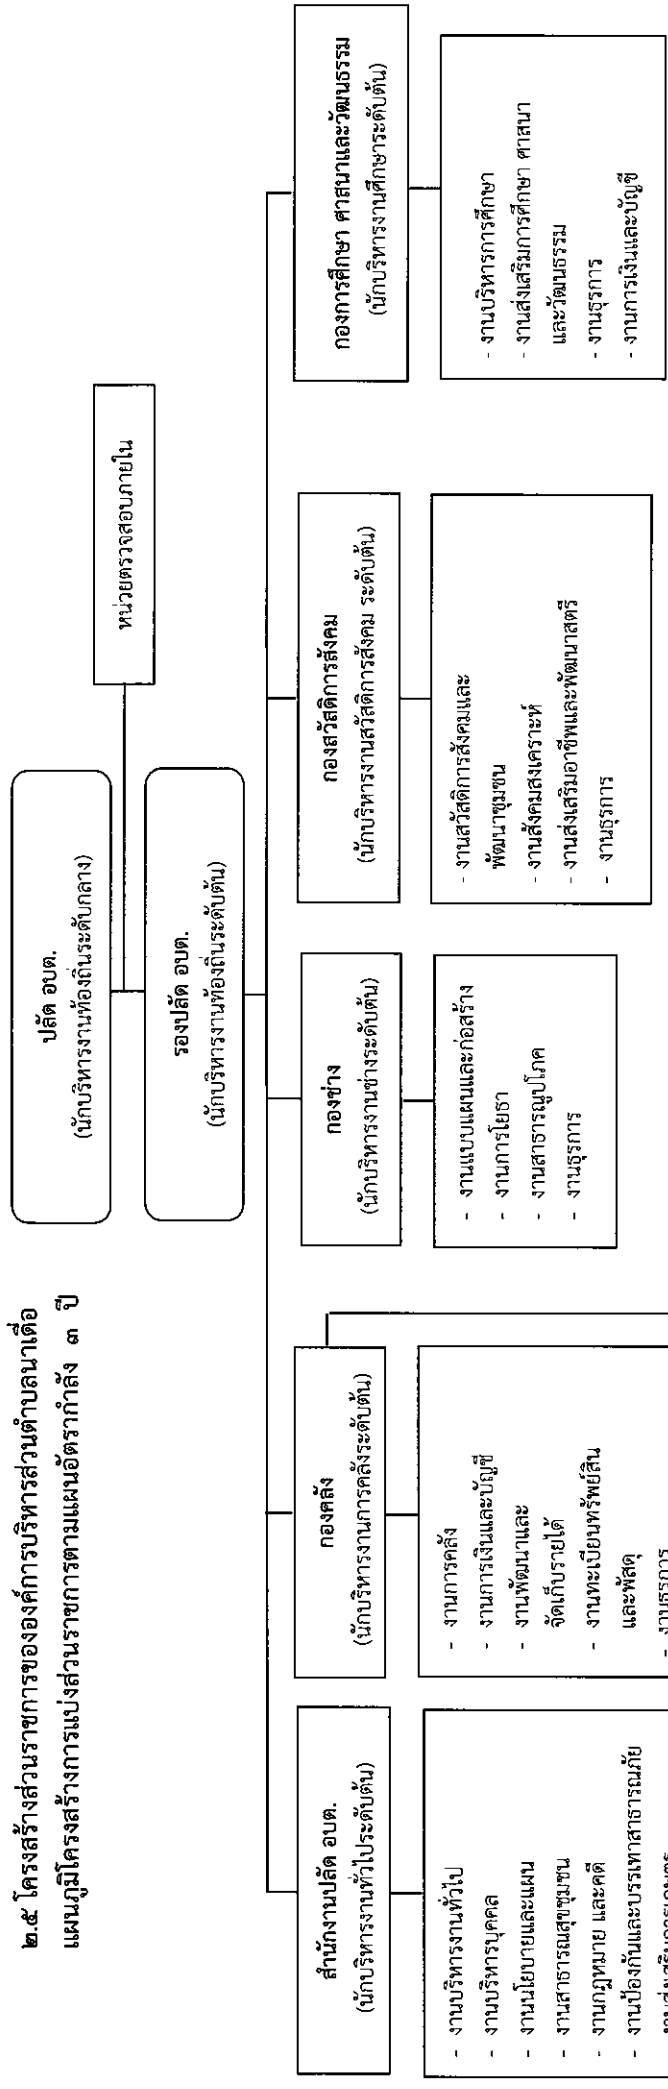 ๒.๕ โครงสร้างส่วนราชการขององค์การบริหารส่วนตำบลนาเดื่อ
แผนภูมิโครงสร้างการแบ่งส่วนราชการตามแผนอัตรากำลัง ๓ ปี
ปลัด อบต.
(นักบริหารงานท้องถิ่นระดับกลาง)
หน่วยตรวจสอบภายใน
รองปลัด อบต.
(นักบริหารงานท้องถิ่นระดับต้น)
สำนักงานปลัด อบต.
(นักบริหารงานทั่วไประดับต้น)
- งานบริหารงานทั่วไป
- งานบริหารบุคคล
- งานนโยบายและแผน
- งานสาธารณสุขชุมชน
- งานกฎหมาย และคดี
- งานป้องกันและบรรเทาสาธารณภัย
- งานส่งเสริมการเกษตร
กองคลัง
(นักบริหารงานการคลังระดับต้น)
- งานการคลัง
- งานการเงินและบัญชี
- งานพัฒนาและ
จัดเก็บรายได้
- งานทะเบียนทรัพย์สิน
และพัสดุ
- งานธุรการ
กองช่าง
(นักบริหารงานช่างระดับต้น)
- งานแบบแผนและก่อสร้าง
- งานการโยธา
- งานสาธารณูปโภค
- งานธุรการ
กองสวัสดิการสังคม
(นักบริหารงานสวัสดิการสังคม ระดับต้น)
- งานสวัสดิการสังคมและ
พัฒนาชุมชน
- งานสังคมสงเคราะห์
- งานส่งเสริมอาชีพและพัฒนาสตรี
- งานธุรการ
กองการศึกษา ศาสนาและวัฒนธรรม
(นักบริหารงานศึกษาระดับต้น)
- งานบริหารการศึกษา
- งานส่งเสริมการศึกษา ศาสนา
และวัฒนธรรม
- งานธุรการ
- งานการเงินและบัญชี